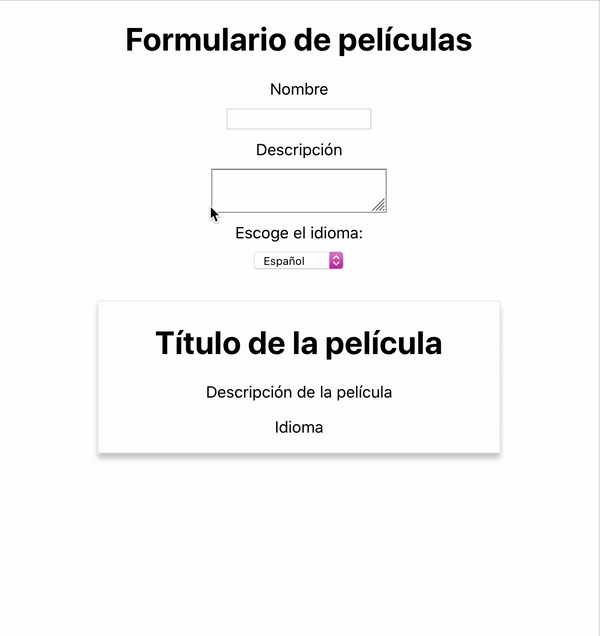 Formulario de películas
Nombre
Descripción
Escoge el idioma:
Español
Título de la película
Descripción de la película
Idioma